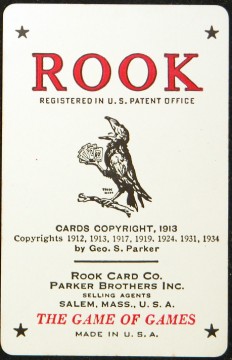 ROOK
REGISTERED IN U.S. PATENT OFFICE
CARDS COPYRIGHT, 1913
Copyrights 1912, 1913, 1917, 1919, 1924, 1931, 1934
by Geo. S. Parker
ROOK CARD CO.
PARKER BROTHERS INC.
SELLING AGENTS
SALEM, MASS., U. S. A.
THE GAME OF GAMES
MADE IN U. S. A.